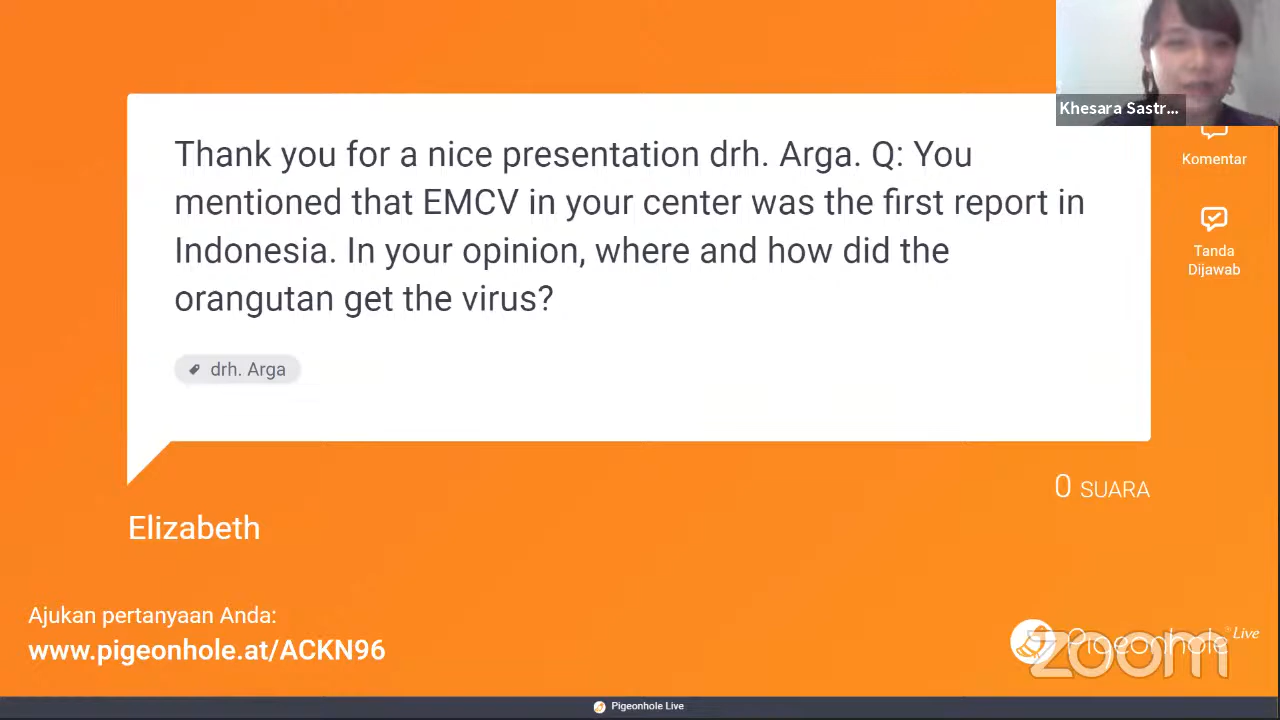 Khesara Sastr...
Thank you for a nice presentation drh. Arga. Q: You
mentioned that EMCV in your center was the first report in
Indonesia. In your opinion, where and how did the
orangutan get the virus?
drh. Arga
Komentar
Tanda
Dijawab
0 SUARA
Elizabeth
Ajukan pertanyaan Anda:
www.pigeonhole.at/ACKN96
Pigeonhole Live
zoom
Pigeonhole Live